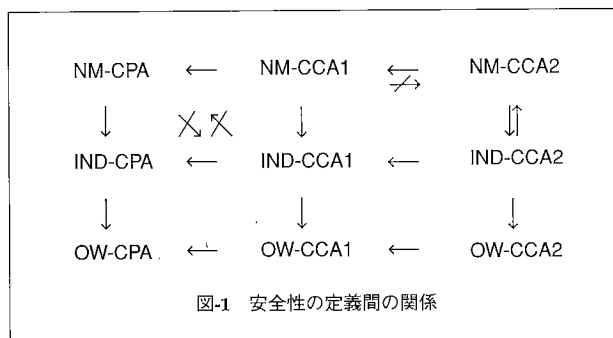 NM-CPA ← NM-CCA1 ← NM-CCA2
IND-CPA ← IND-CCA1 ← IND-CCA2
OW-CPA ← OW-CCA1 ← OW-CCA2
図-1 安全性の定義間の関係